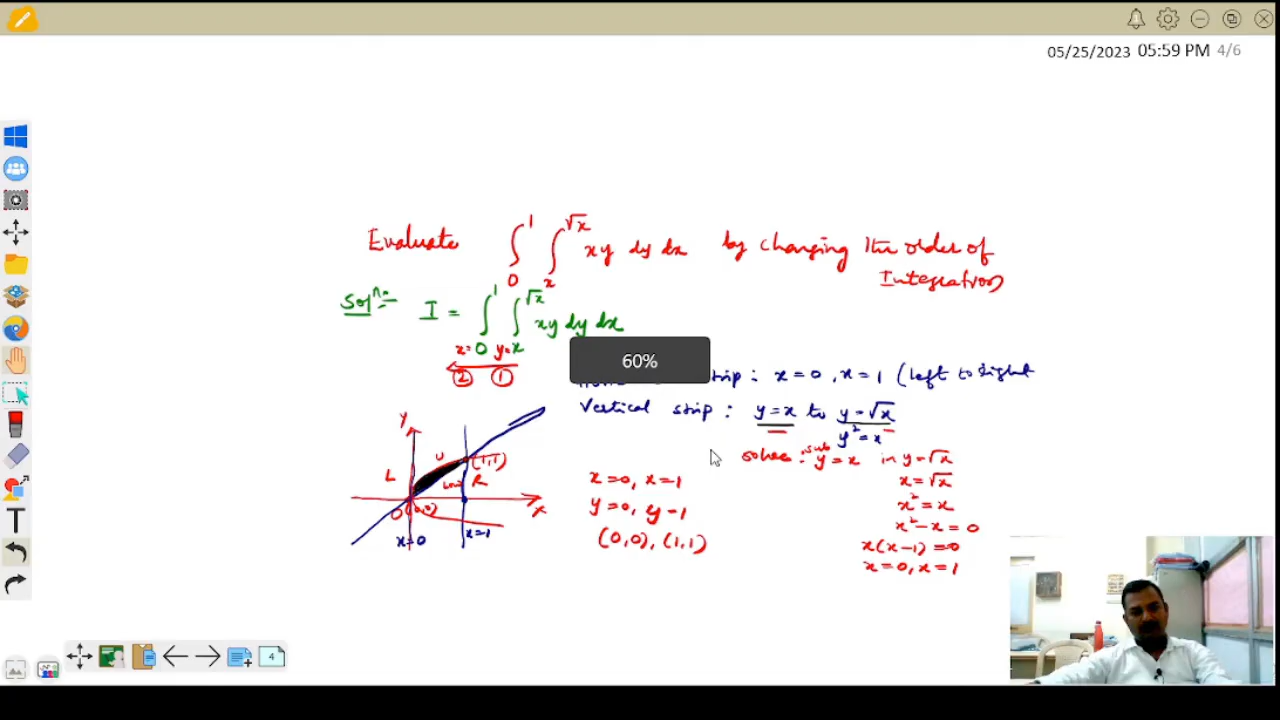 05/25/2023 05:59 PM 4/6
Evaluate ∫₀¹ ∫ₓ^√x xy dy dx by changing the order of
Integration
Solⁿ:- I = ∫₀¹ ∫ₓ^√x xy dy dx
x=0 y=x
2 1
60%
trip : x=0, x=1 (left to right
Vertical strip : y=x to y=√x
y²=x
solve : sub y=x in y=√x
x=√x
x²=x
x²-x=0
x(x-1)=0
x=0, x=1
x=0, x=1
y=0, y=1
(0,0), (1,1)
Y
U
(1,1)
L
R
O (0,0)
X
x=0
x=1
T
4